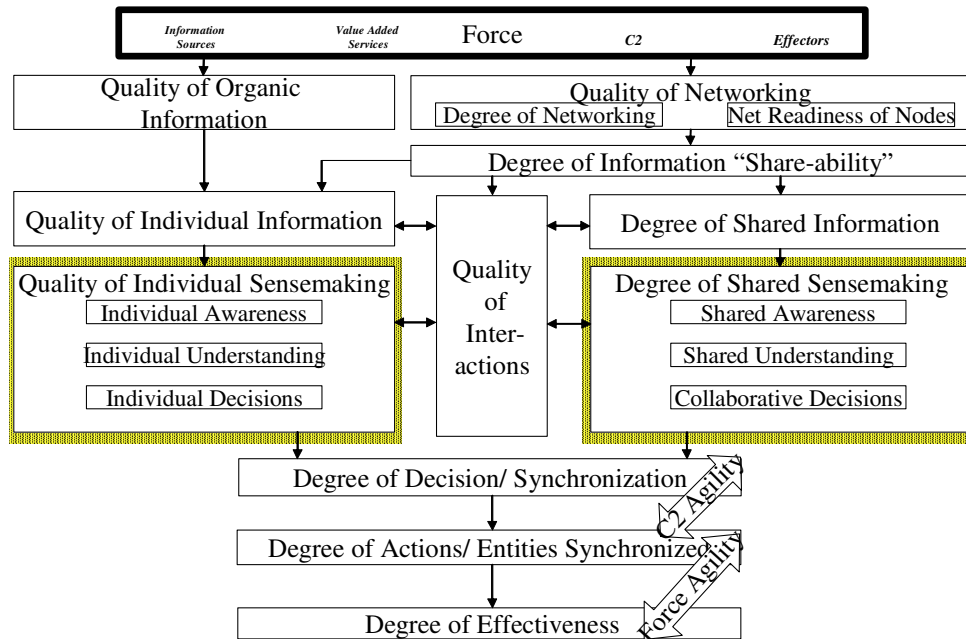 Information
Sources
Value Added
Services
Force
C2
Effectors
Quality of Organic
Information
Quality of Networking
Degree of Networking
Net Readiness of Nodes
Degree of Information “Share-ability”
Quality of Individual Information
Quality
of
Inter-
actions
Degree of Shared Information
Quality of Individual Sensemaking
Individual Awareness
Individual Understanding
Individual Decisions
Degree of Shared Sensemaking
Shared Awareness
Shared Understanding
Collaborative Decisions
Degree of Decision/ Synchronization
C2 Agility
Degree of Actions/ Entities Synchronized
Force Agility
Degree of Effectiveness